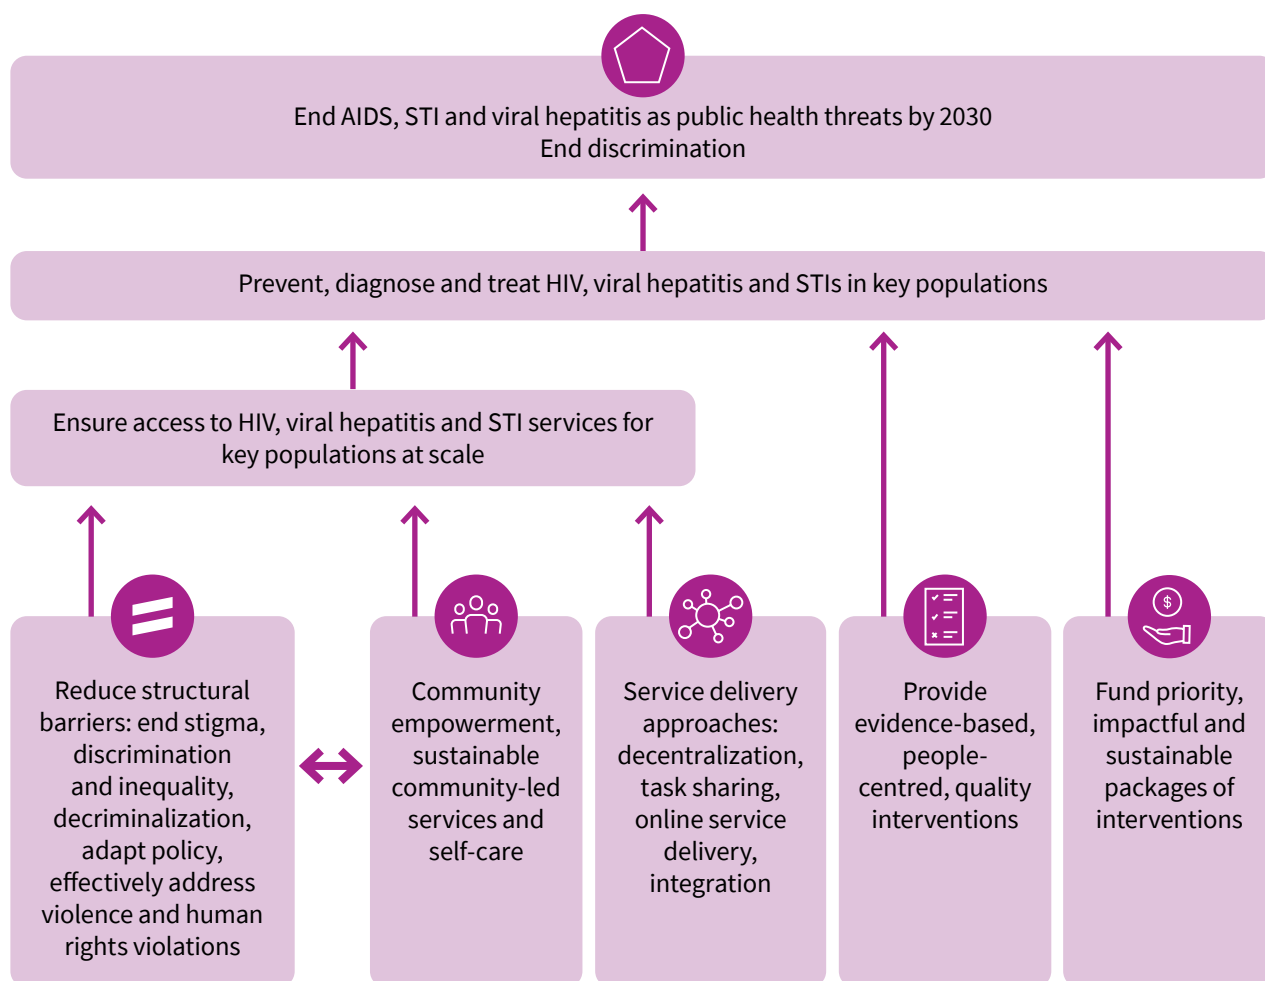 End AIDS, STI and viral hepatitis as public health threats by 2030
End discrimination
Prevent, diagnose and treat HIV, viral hepatitis and STIs in key populations
Ensure access to HIV, viral hepatitis and STI services for
key populations at scale
Reduce structural
barriers: end stigma,
discrimination
and inequality,
decriminalization,
adapt policy,
effectively address
violence and human
rights violations
Community
empowerment,
sustainable
community-led
services and
self-care
Service delivery
approaches:
decentralization,
task sharing,
online service
delivery,
integration
Provide
evidence-based,
people-
centred, quality
interventions
$
Fund priority,
impactful and
sustainable
packages of
interventions